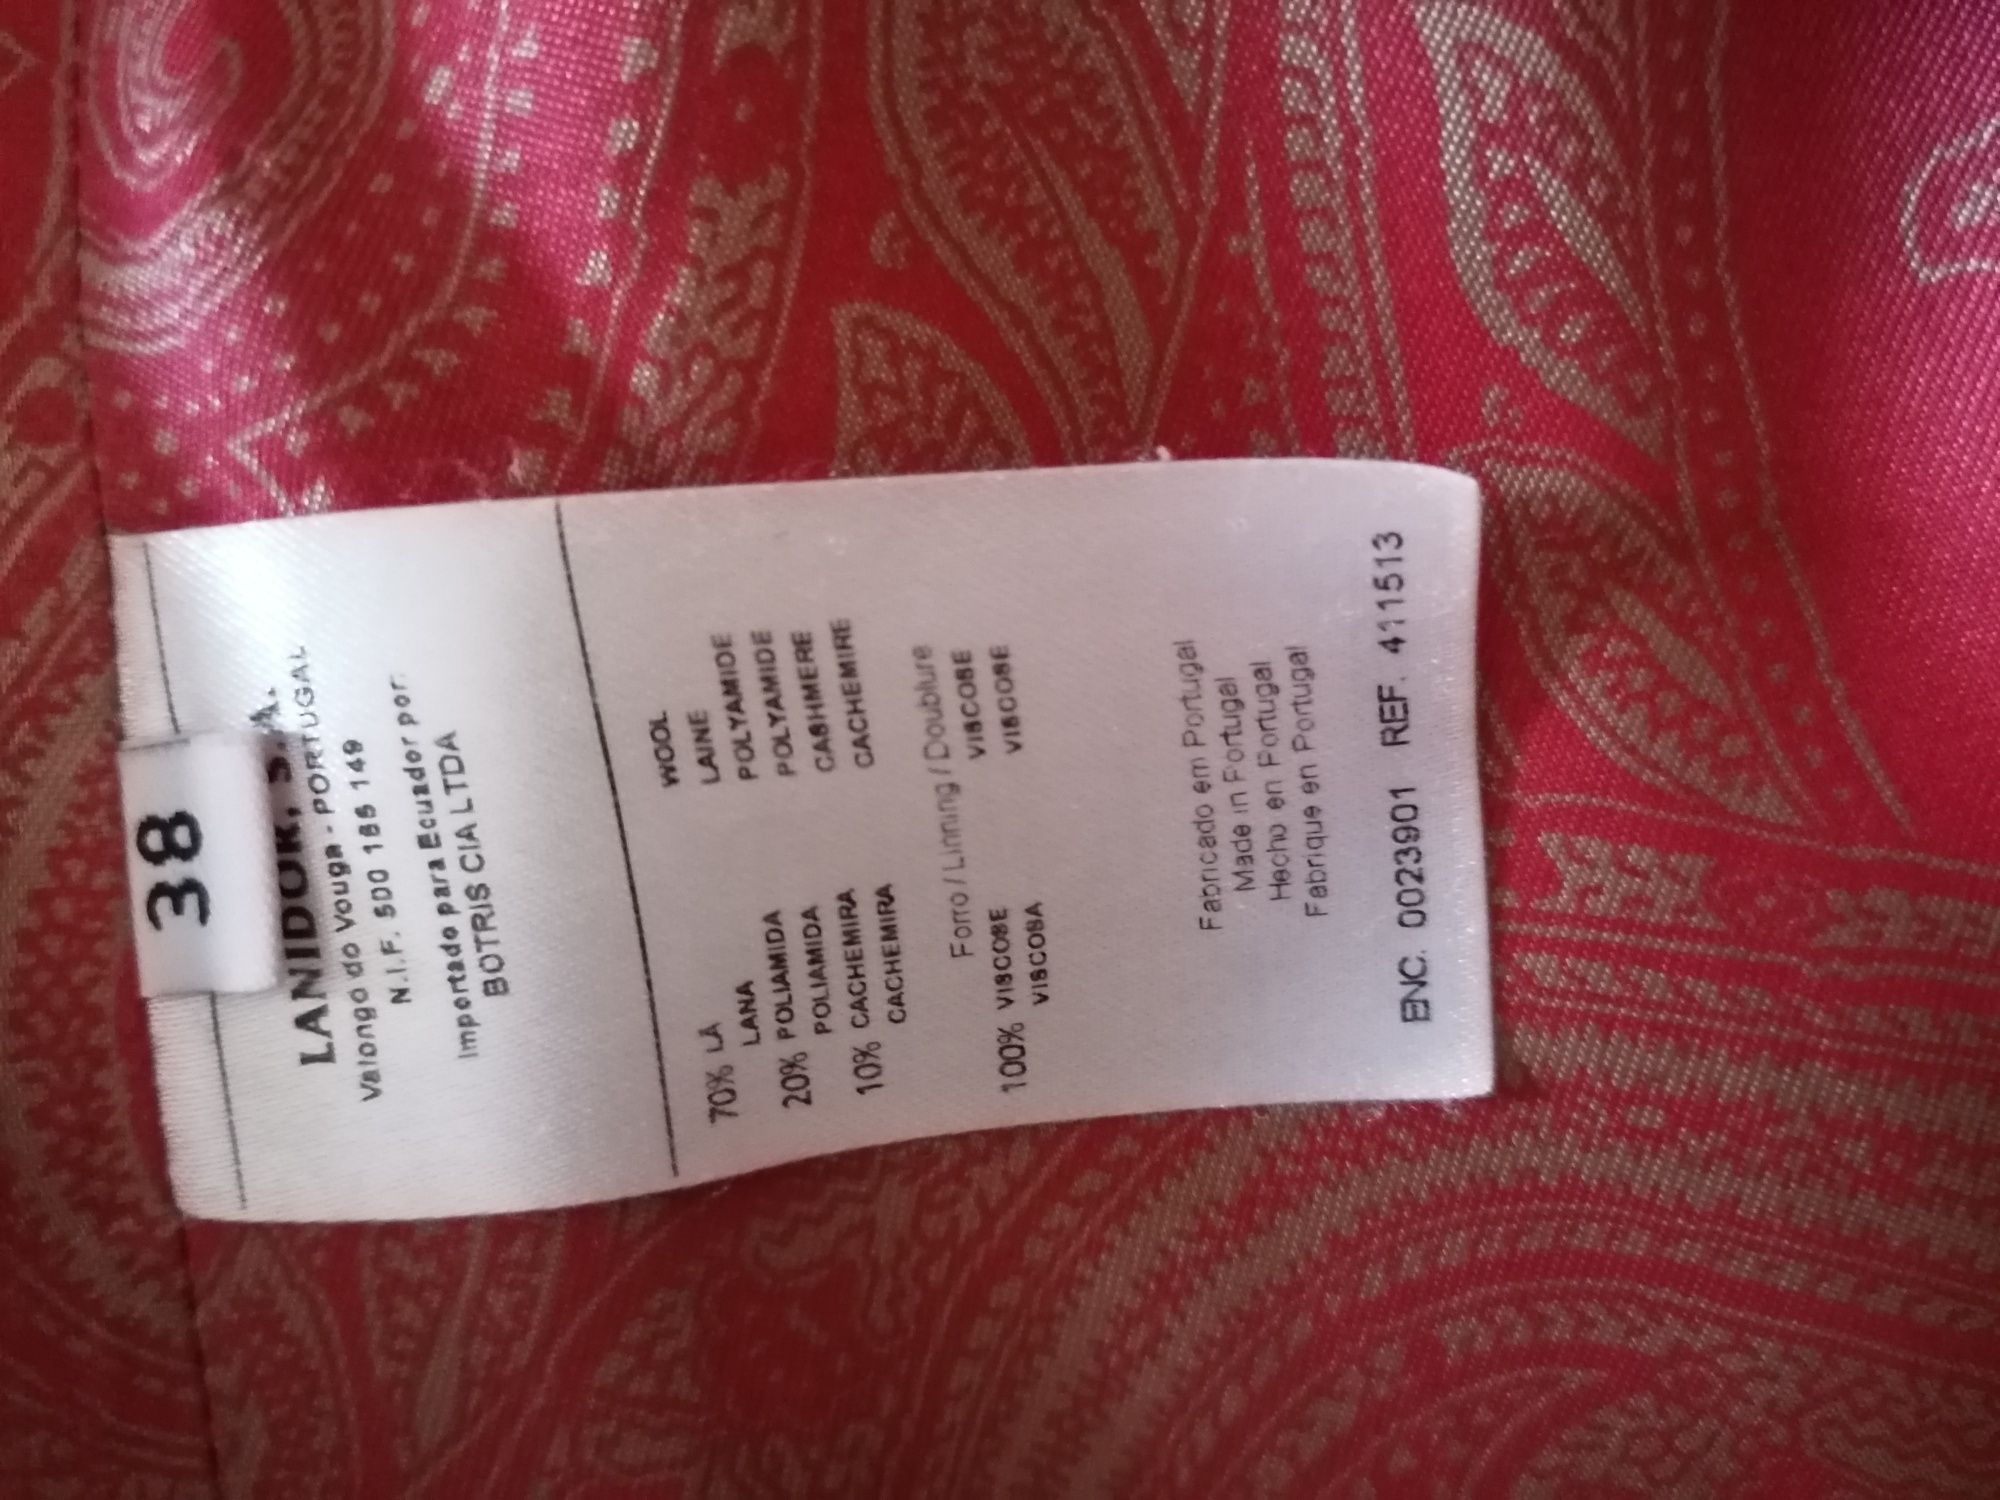 38
LANIDOR, S.A.
Valongo do Vouga - PORTUGAL
N.I.F. 500 166 149
Importado para Ecuador por:
BOTRIS CIA LTDA
70% LÃ WOOL
LANA LAINE
20% POLIAMIDA POLYAMIDE
POLIAMIDA POLYAMIDE
10% CACHEMIRA CASHMERE
CACHEMIRA CACHEMIRE
Forro / Linning / Doublure
100% VISCOSE VISCOSE
VISCOSA VISCOSE
Fabricado em Portugal
Made in Portugal
Hecho en Portugal
Fabrique en Portugal
ENC. 0023901 REF. 411513